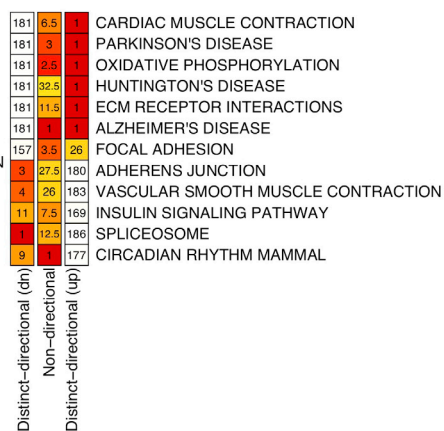 181 6.5 1 CARDIAC MUSCLE CONTRACTION
181 3 1 PARKINSON'S DISEASE
181 2.5 1 OXIDATIVE PHOSPHORYLATION
181 32.5 1 HUNTINGTON'S DISEASE
181 11.5 1 ECM RECEPTOR INTERACTIONS
181 1 1 ALZHEIMER'S DISEASE
157 3.5 26 FOCAL ADHESION
3 27.5 180 ADHERENS JUNCTION
4 26 183 VASCULAR SMOOTH MUSCLE CONTRACTION
11 7.5 169 INSULIN SIGNALING PATHWAY
1 12.5 186 SPLICEOSOME
9 1 177 CIRCADIAN RHYTHM MAMMAL
Distinct−directional (dn)
Non−directional
Distinct−directional (up)